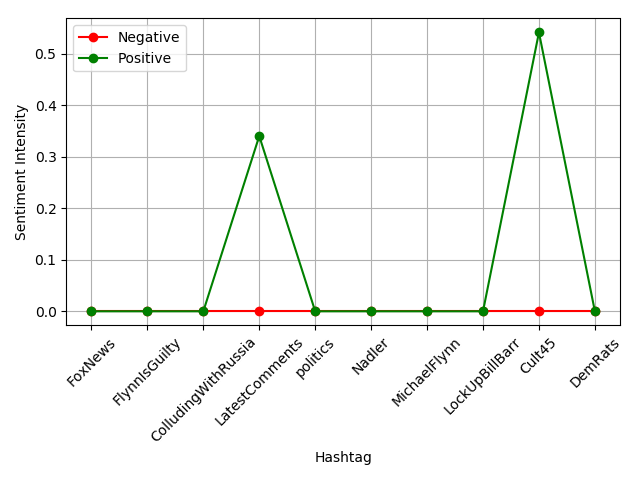 Negative
Positive
Sentiment Intensity
0.5
0.4
0.3
0.2
0.1
0.0
FoxNews
FlynnIsGuilty
ColludingWithRussia
LatestComments
politics
Nadler
MichaelFlynn
LockUpBillBarr
Cult45
DemRats
Hashtag